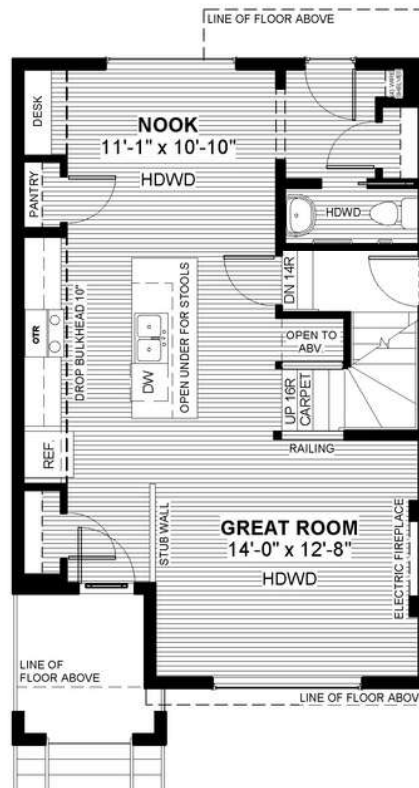 LINE OF FLOOR ABOVE
DESK
NOOK
11'-1" x 10'-10"
HDWD
PANTRY
HDWD
DN 14R
OTR
DROP BULKHEAD 10"
DW
OPEN UNDER FOR STOOLS
OPEN TO
ABV.
UP 16R
CARPET
REF.
RAILING
STUB WALL
GREAT ROOM
14'-0" x 12'-8"
HDWD
ELECTRIC FIREPLACE
LINE OF
FLOOR ABOVE
LINE OF FLOOR ABOV